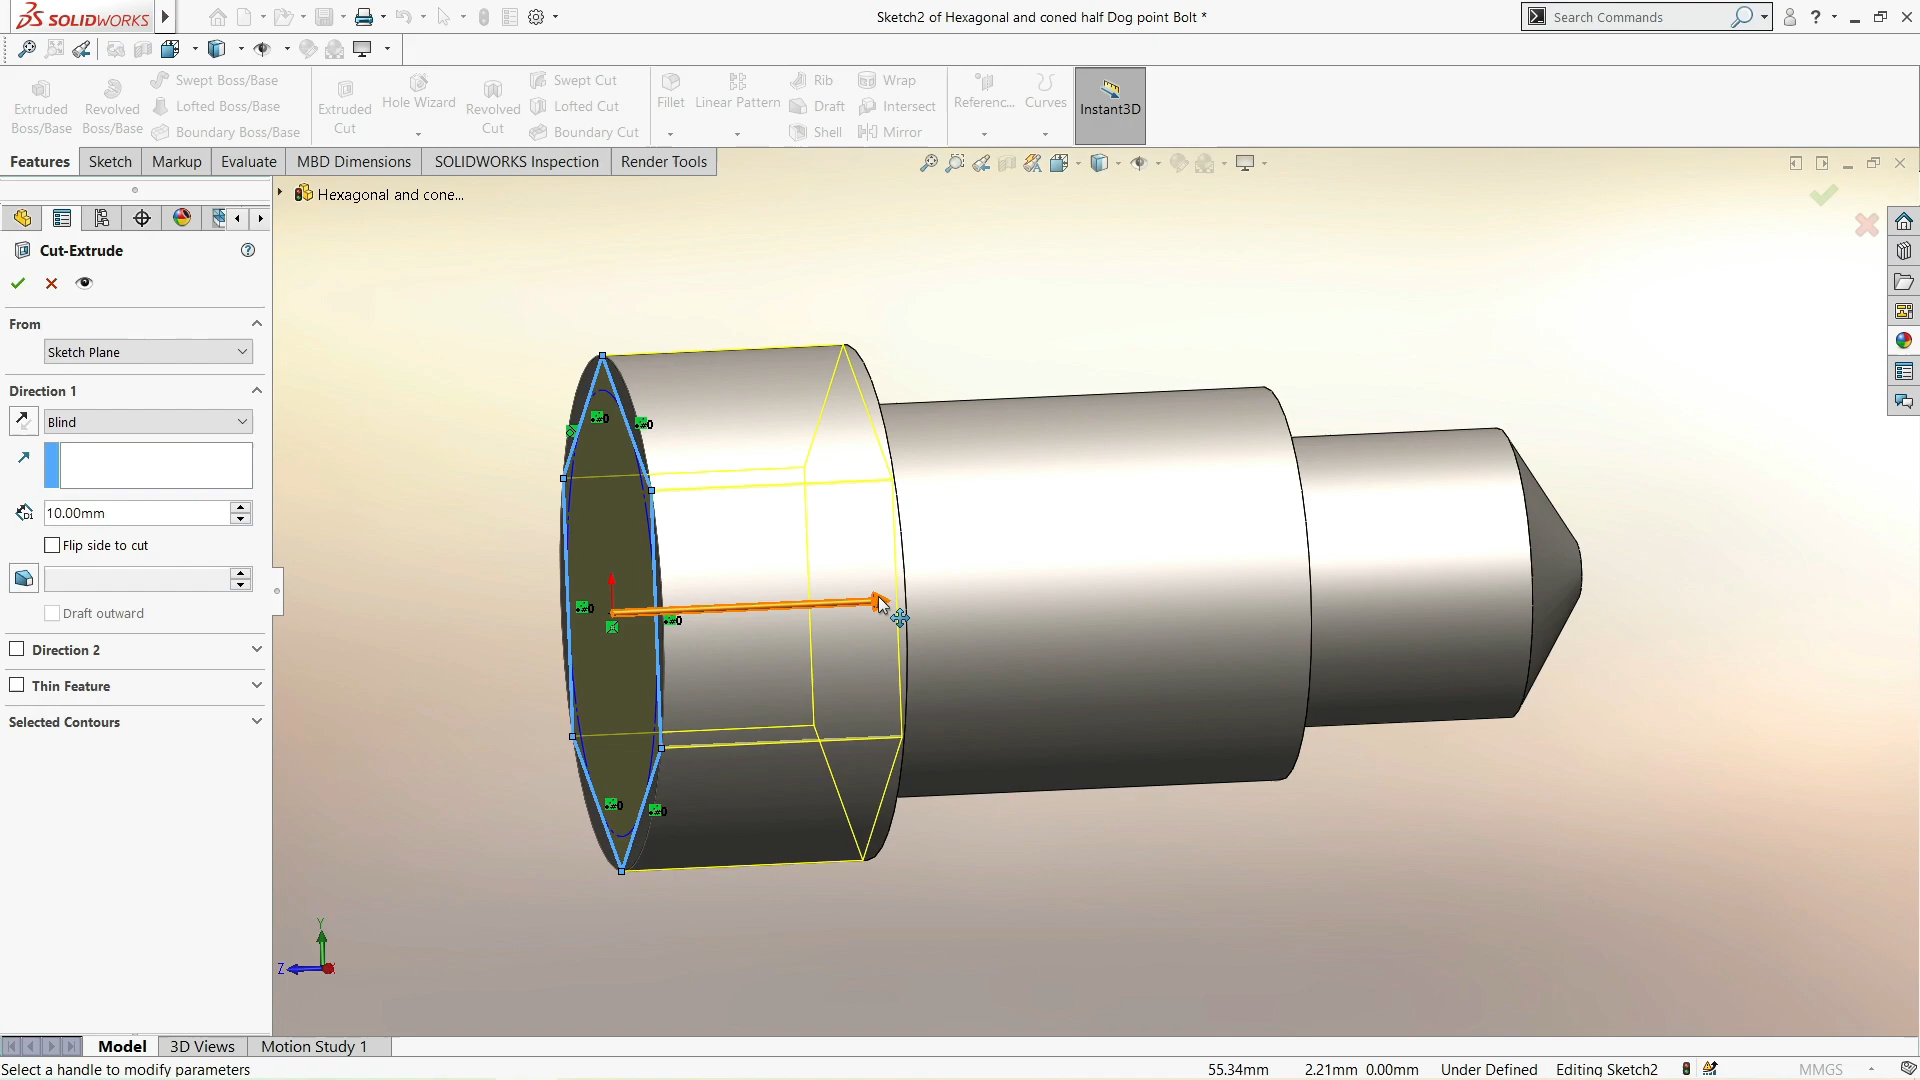 SOLIDWORKS
Sketch2 of Hexagonal and coned half Dog point Bolt *
Search Commands
?
Extruded Boss/Base
Revolved Boss/Base
Swept Boss/Base
Lofted Boss/Base
Boundary Boss/Base
Extruded Cut
Hole Wizard
Revolved Cut
Swept Cut
Lofted Cut
Boundary Cut
Fillet
Linear Pattern
Rib
Draft
Shell
Wrap
Intersect
Mirror
Referenc...
Curves
Instant3D
Features
Sketch
Markup
Evaluate
MBD Dimensions
SOLIDWORKS Inspection
Render Tools
Hexagonal and cone...
Cut-Extrude
From
Sketch Plane
Direction 1
Blind
10.00mm
Flip side to cut
Draft outward
Direction 2
Thin Feature
Selected Contours
Y
Z
Model
3D Views
Motion Study 1
Select a handle to modify parameters
55.34mm
2.21mm 0.00mm
Under Defined
Editing Sketch2
MMGS